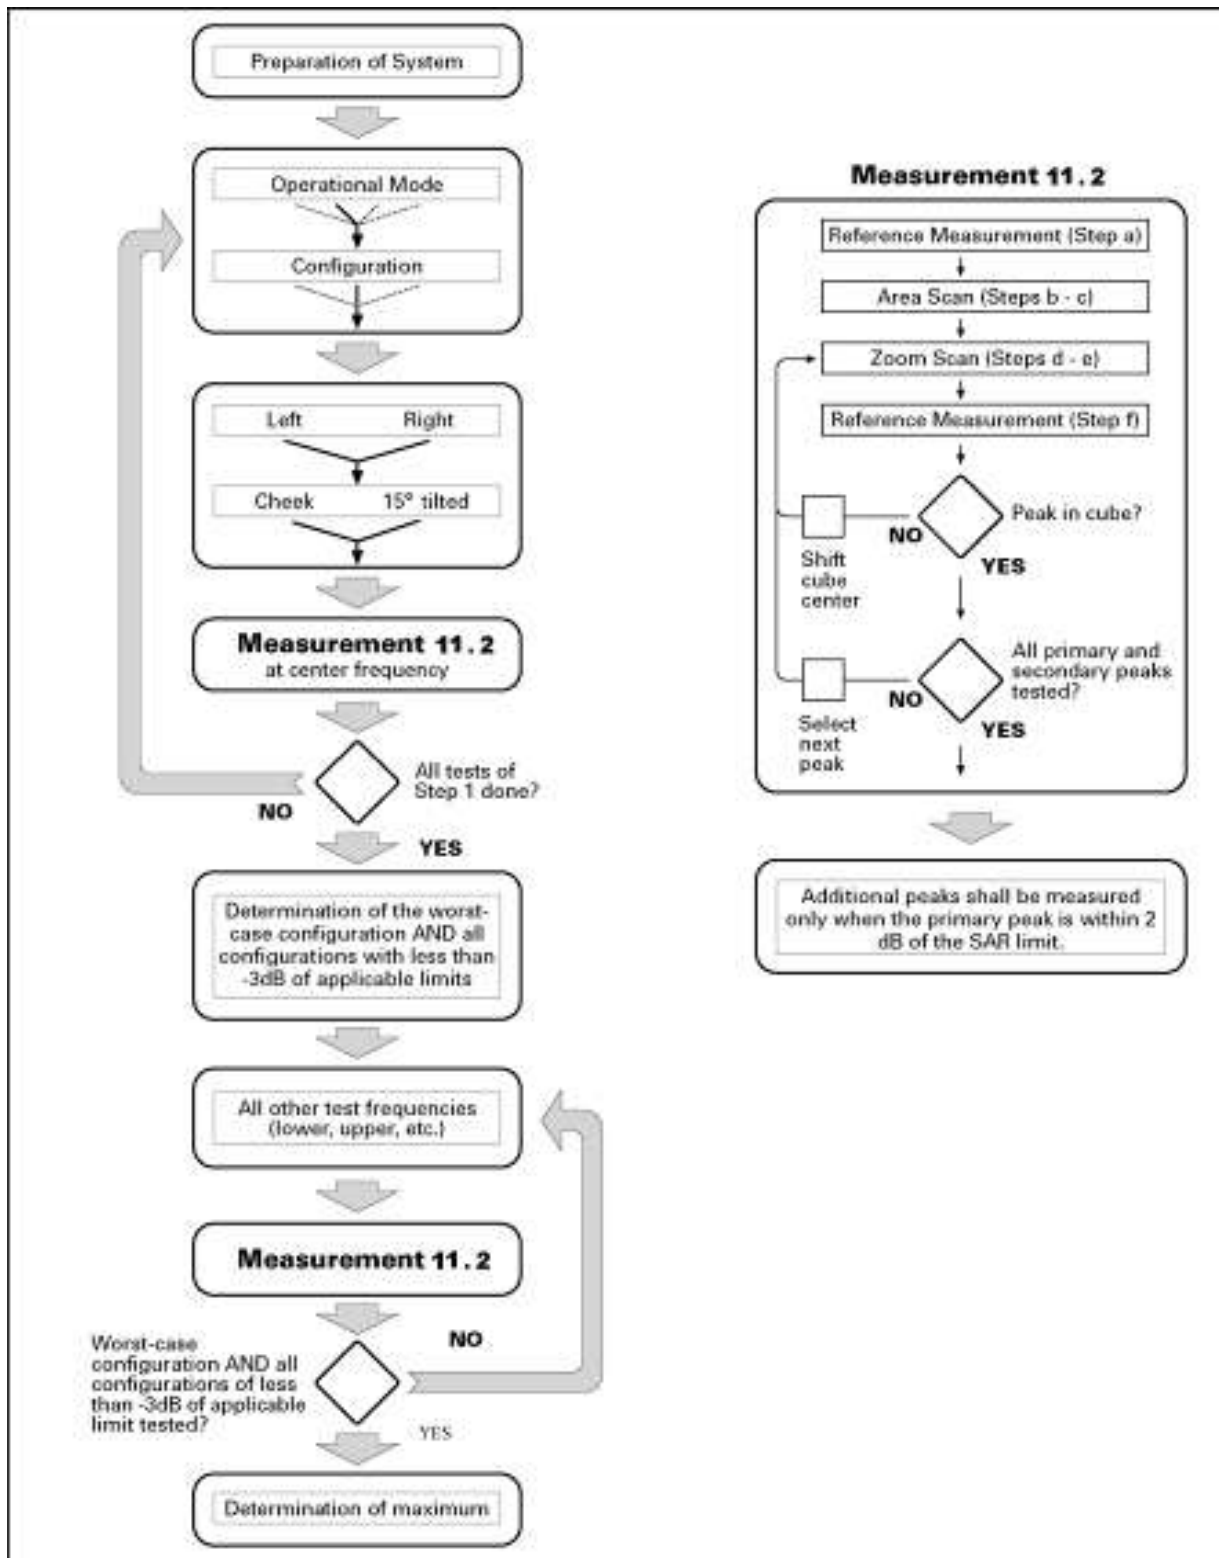 Preparation of System
Operational Mode
Configuration
Left Right
Cheek 15° tilted
Measurement 11.2
at center frequency
All tests of
Step 1 done?
NO
YES
Determination of the worst-
case configuration AND all
configurations with less than
-3dB of applicable limits
All other test frequencies
(lower, upper, etc.)
Measurement 11.2
NO
Worst-case
configuration AND all
configurations of less
than -3dB of applicable
limit tested?
YES
Determination of maximum
Measurement 11.2
Reference Measurement (Step a)
Area Scan (Steps b - c)
Zoom Scan (Steps d - e)
Reference Measurement (Step f)
Peak in cube?
NO
YES
Shift
cube
center
All primary and
secondary peaks
tested?
NO
YES
Select
next
peak
Additional peaks shall be measured
only when the primary peak is within 2
dB of the SAR limit.